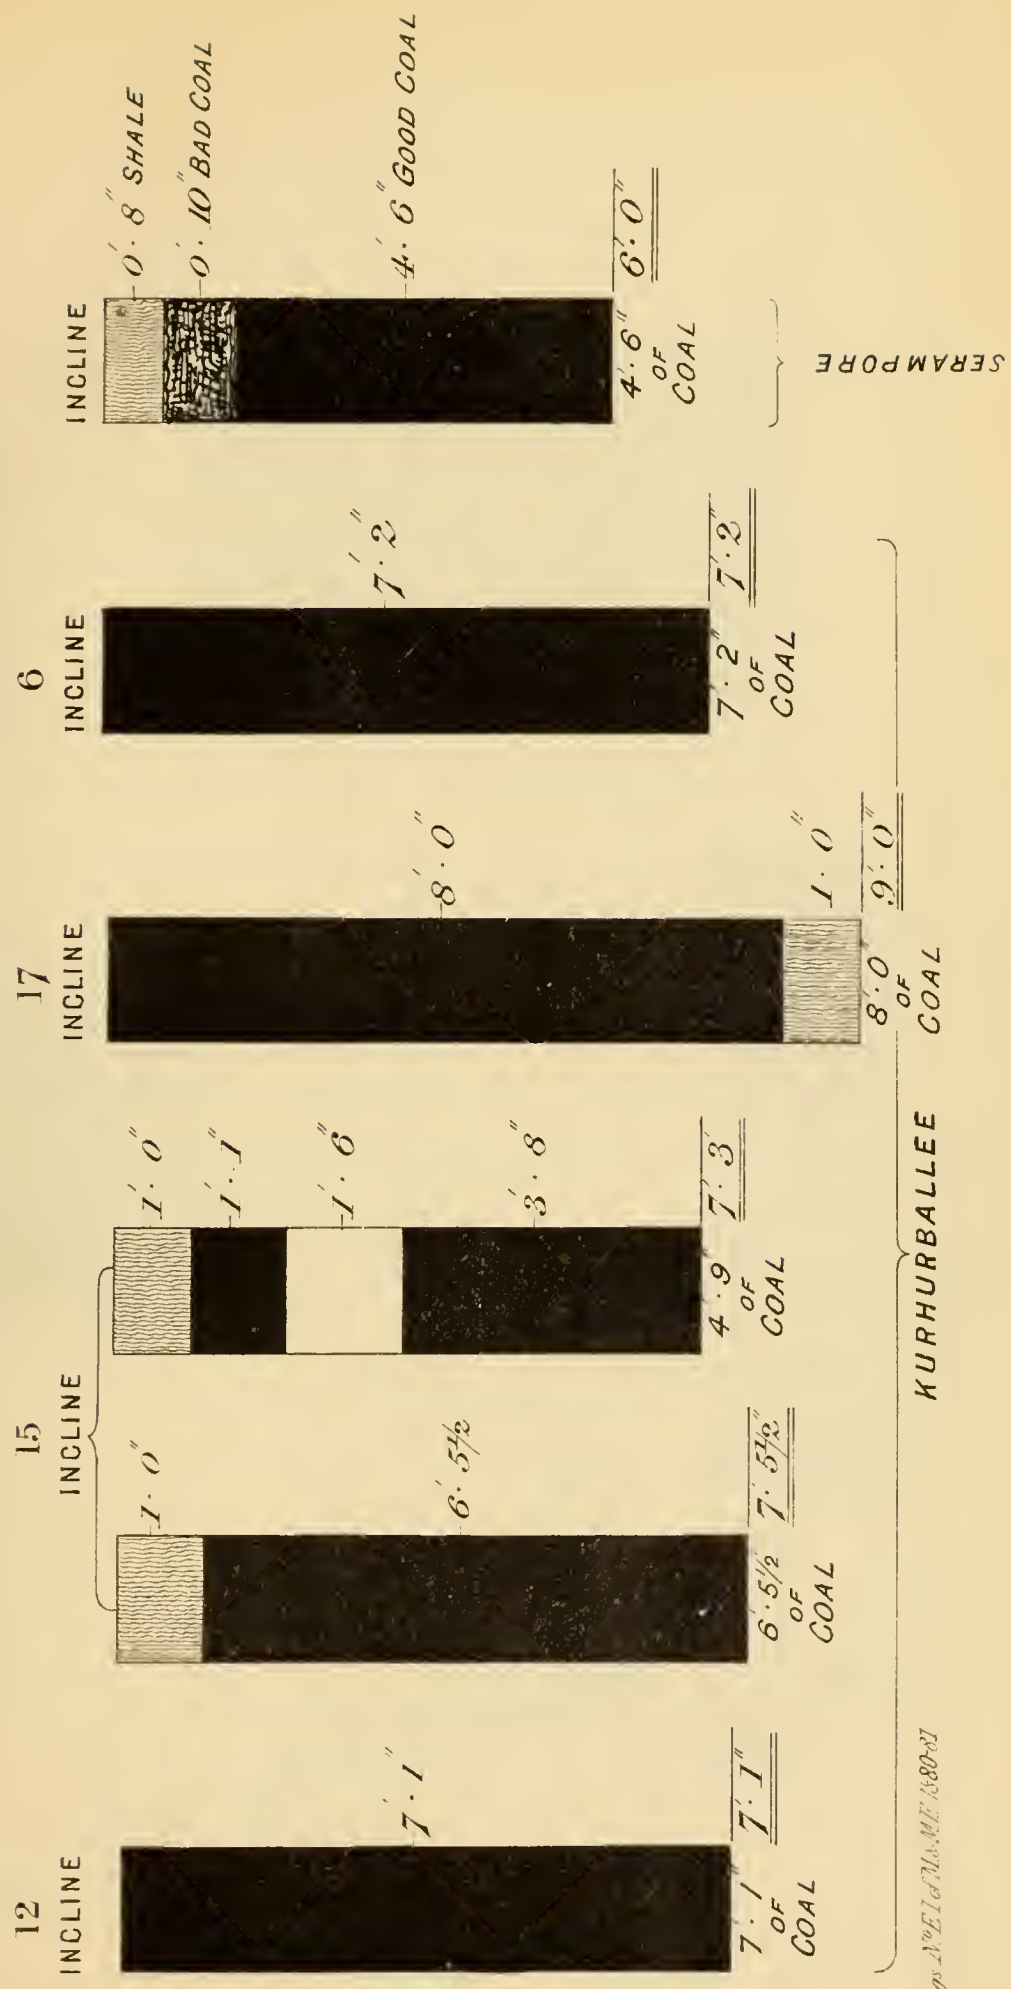 12
INCLINE
7'. 1"
7'. 1"
7'. 1"
OF
COAL
15
INCLINE
1'. 0"
6'. 5½
7'. 5½"
6'. 5½
OF
COAL
1'. 0"
1'. 1"
1'. 6"
3'. 8"
7'. 3'
4'. 9"
OF
COAL
17
INCLINE
8'. 0"
1'. 0"
9'. 0"
8'. 0"
OF
COAL
6
INCLINE
7'. 2"
7'. 2"
7'. 2"
OF
COAL
KURHURBALLEE
INCLINE
0'. 8" SHALE
0'. 10" BAD COAL
4'. 6" GOOD COAL
6'. 0"
4'. 6"
OF
COAL
SERAMPORE
1880-81